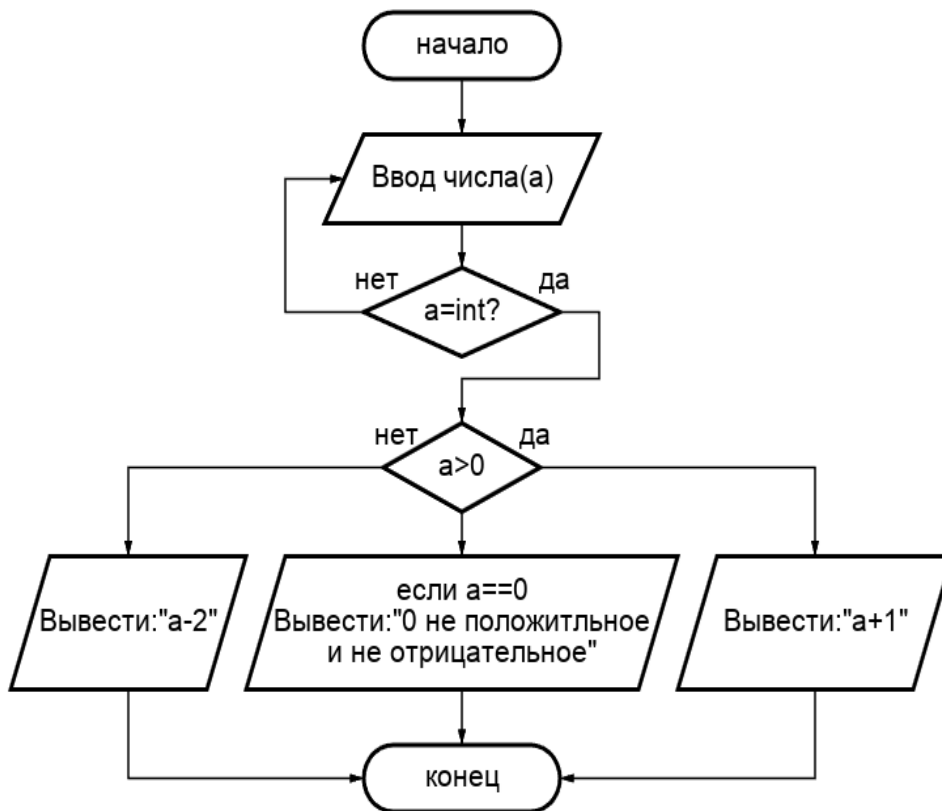 начало
Ввод числа(а)
нет
да
a=int?
нет
да
a>0
Вывести:"а-2"
если а==0
Вывести:"0 не положитльное
и не отрицательное"
Вывести:"а+1"
конец